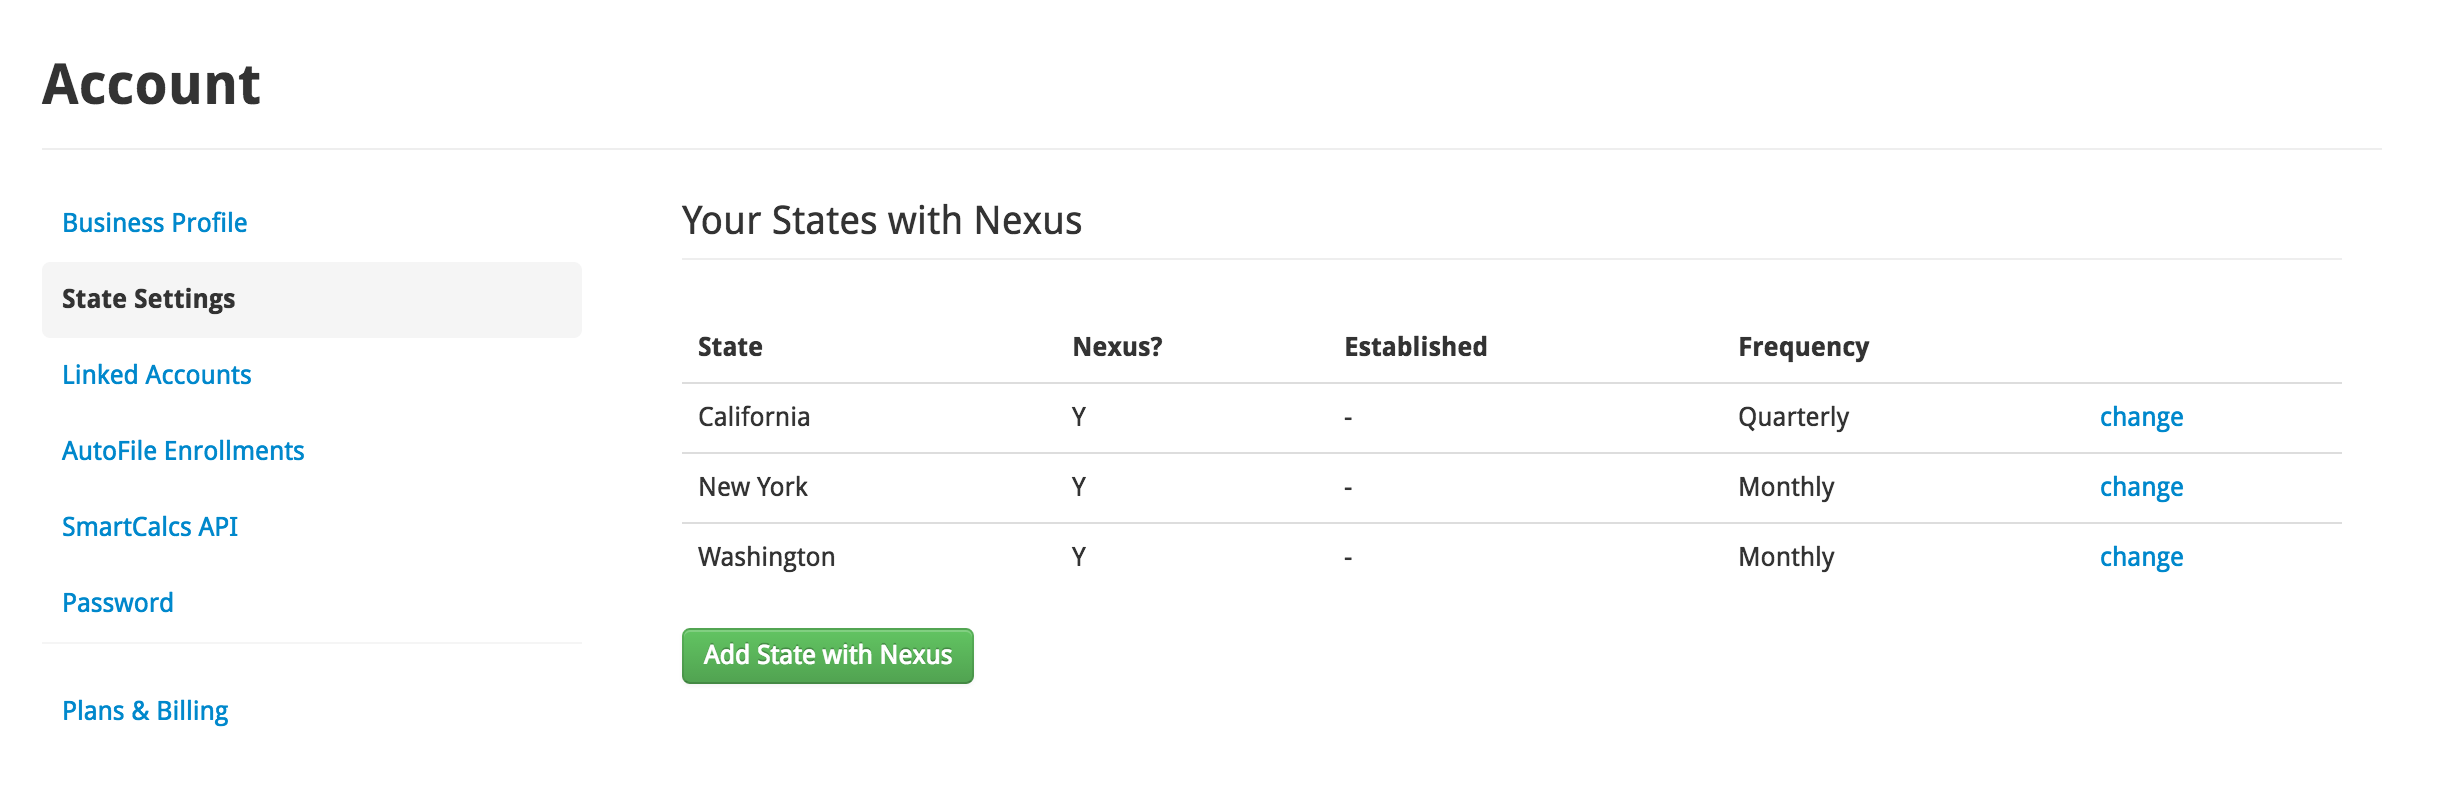 Account
Business Profile
State Settings
Linked Accounts
AutoFile Enrollments
SmartCalcs API
Password
Plans & Billing
Your States with Nexus
State Nexus? Established Frequency
California Y - Quarterly change
New York Y - Monthly change
Washington Y - Monthly change
Add State with Nexus